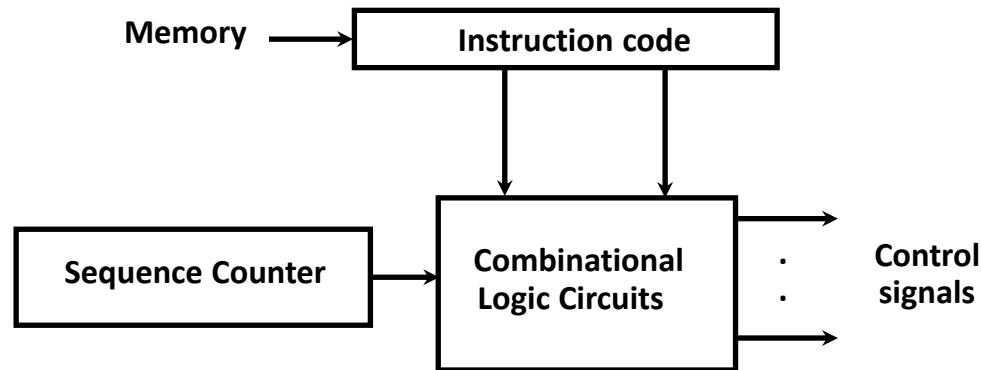 Memory
Instruction code
Sequence Counter
Combinational
Logic Circuits
Control
signals